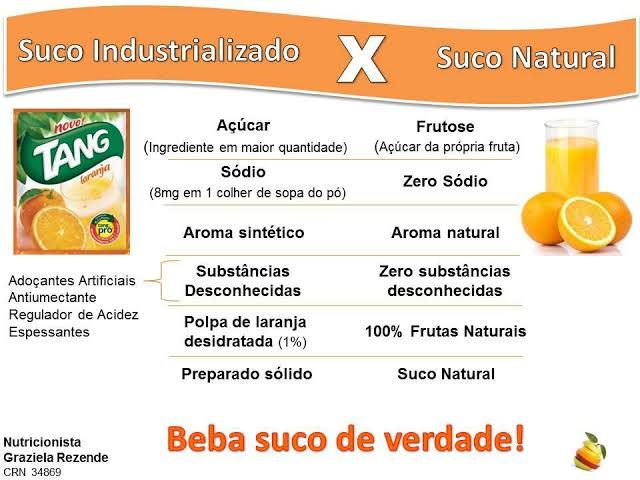 Suco Industrializado X Suco Natural
novo!
TANG
laranja
tang
pro
Açúcar
(Ingrediente em maior quantidade)
Frutose
(Açúcar da própria fruta)
Sódio
(8mg em 1 colher de sopa do pó)
Zero Sódio
Aroma sintético
Aroma natural
Adoçantes Artificiais
Antiumectante
Regulador de Acidez
Espessantes
Substâncias
Desconhecidas
Zero substâncias
desconhecidas
Polpa de laranja
desidratada (1%)
100% Frutas Naturais
Preparado sólido
Suco Natural
Beba suco de verdade!
Nutricionista
Graziela Rezende
CRN 34869